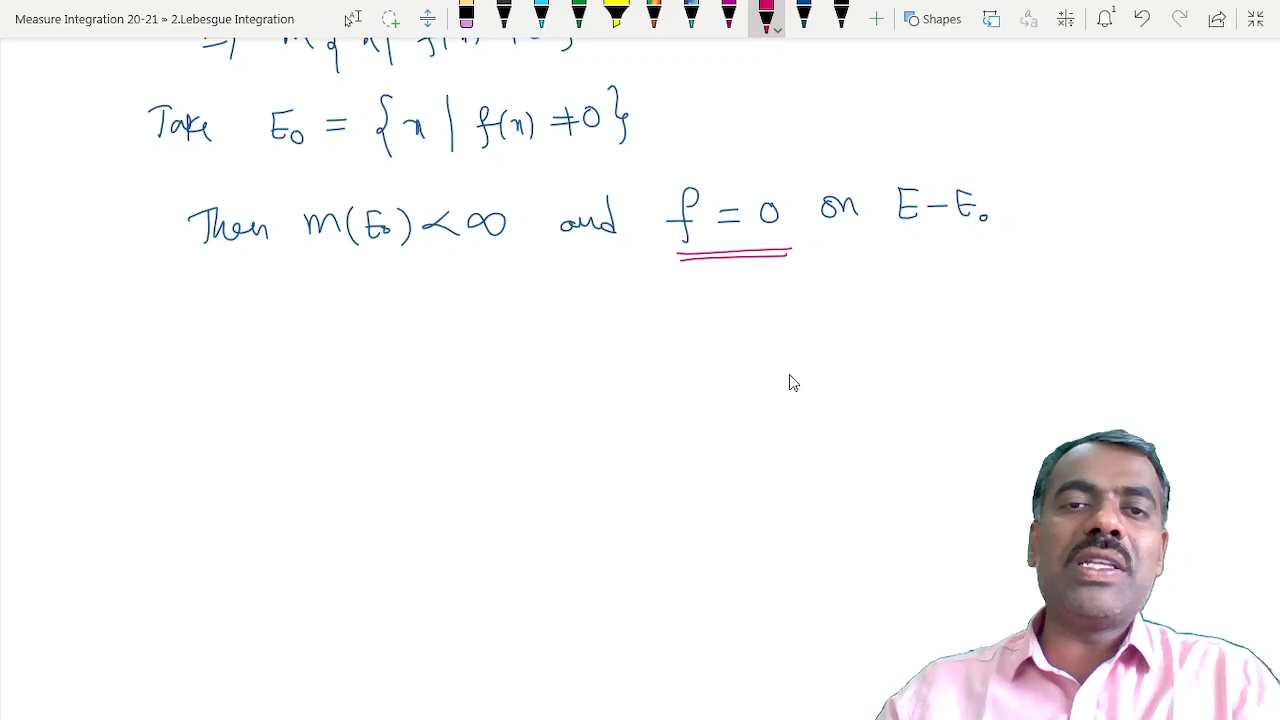 Measure Integration 20-21 » 2.Lebesgue Integration
Shapes
Take E₀ = { x | f(x) ≠ 0 }
Then m(E₀) < ∞ and f = 0 on E – E₀